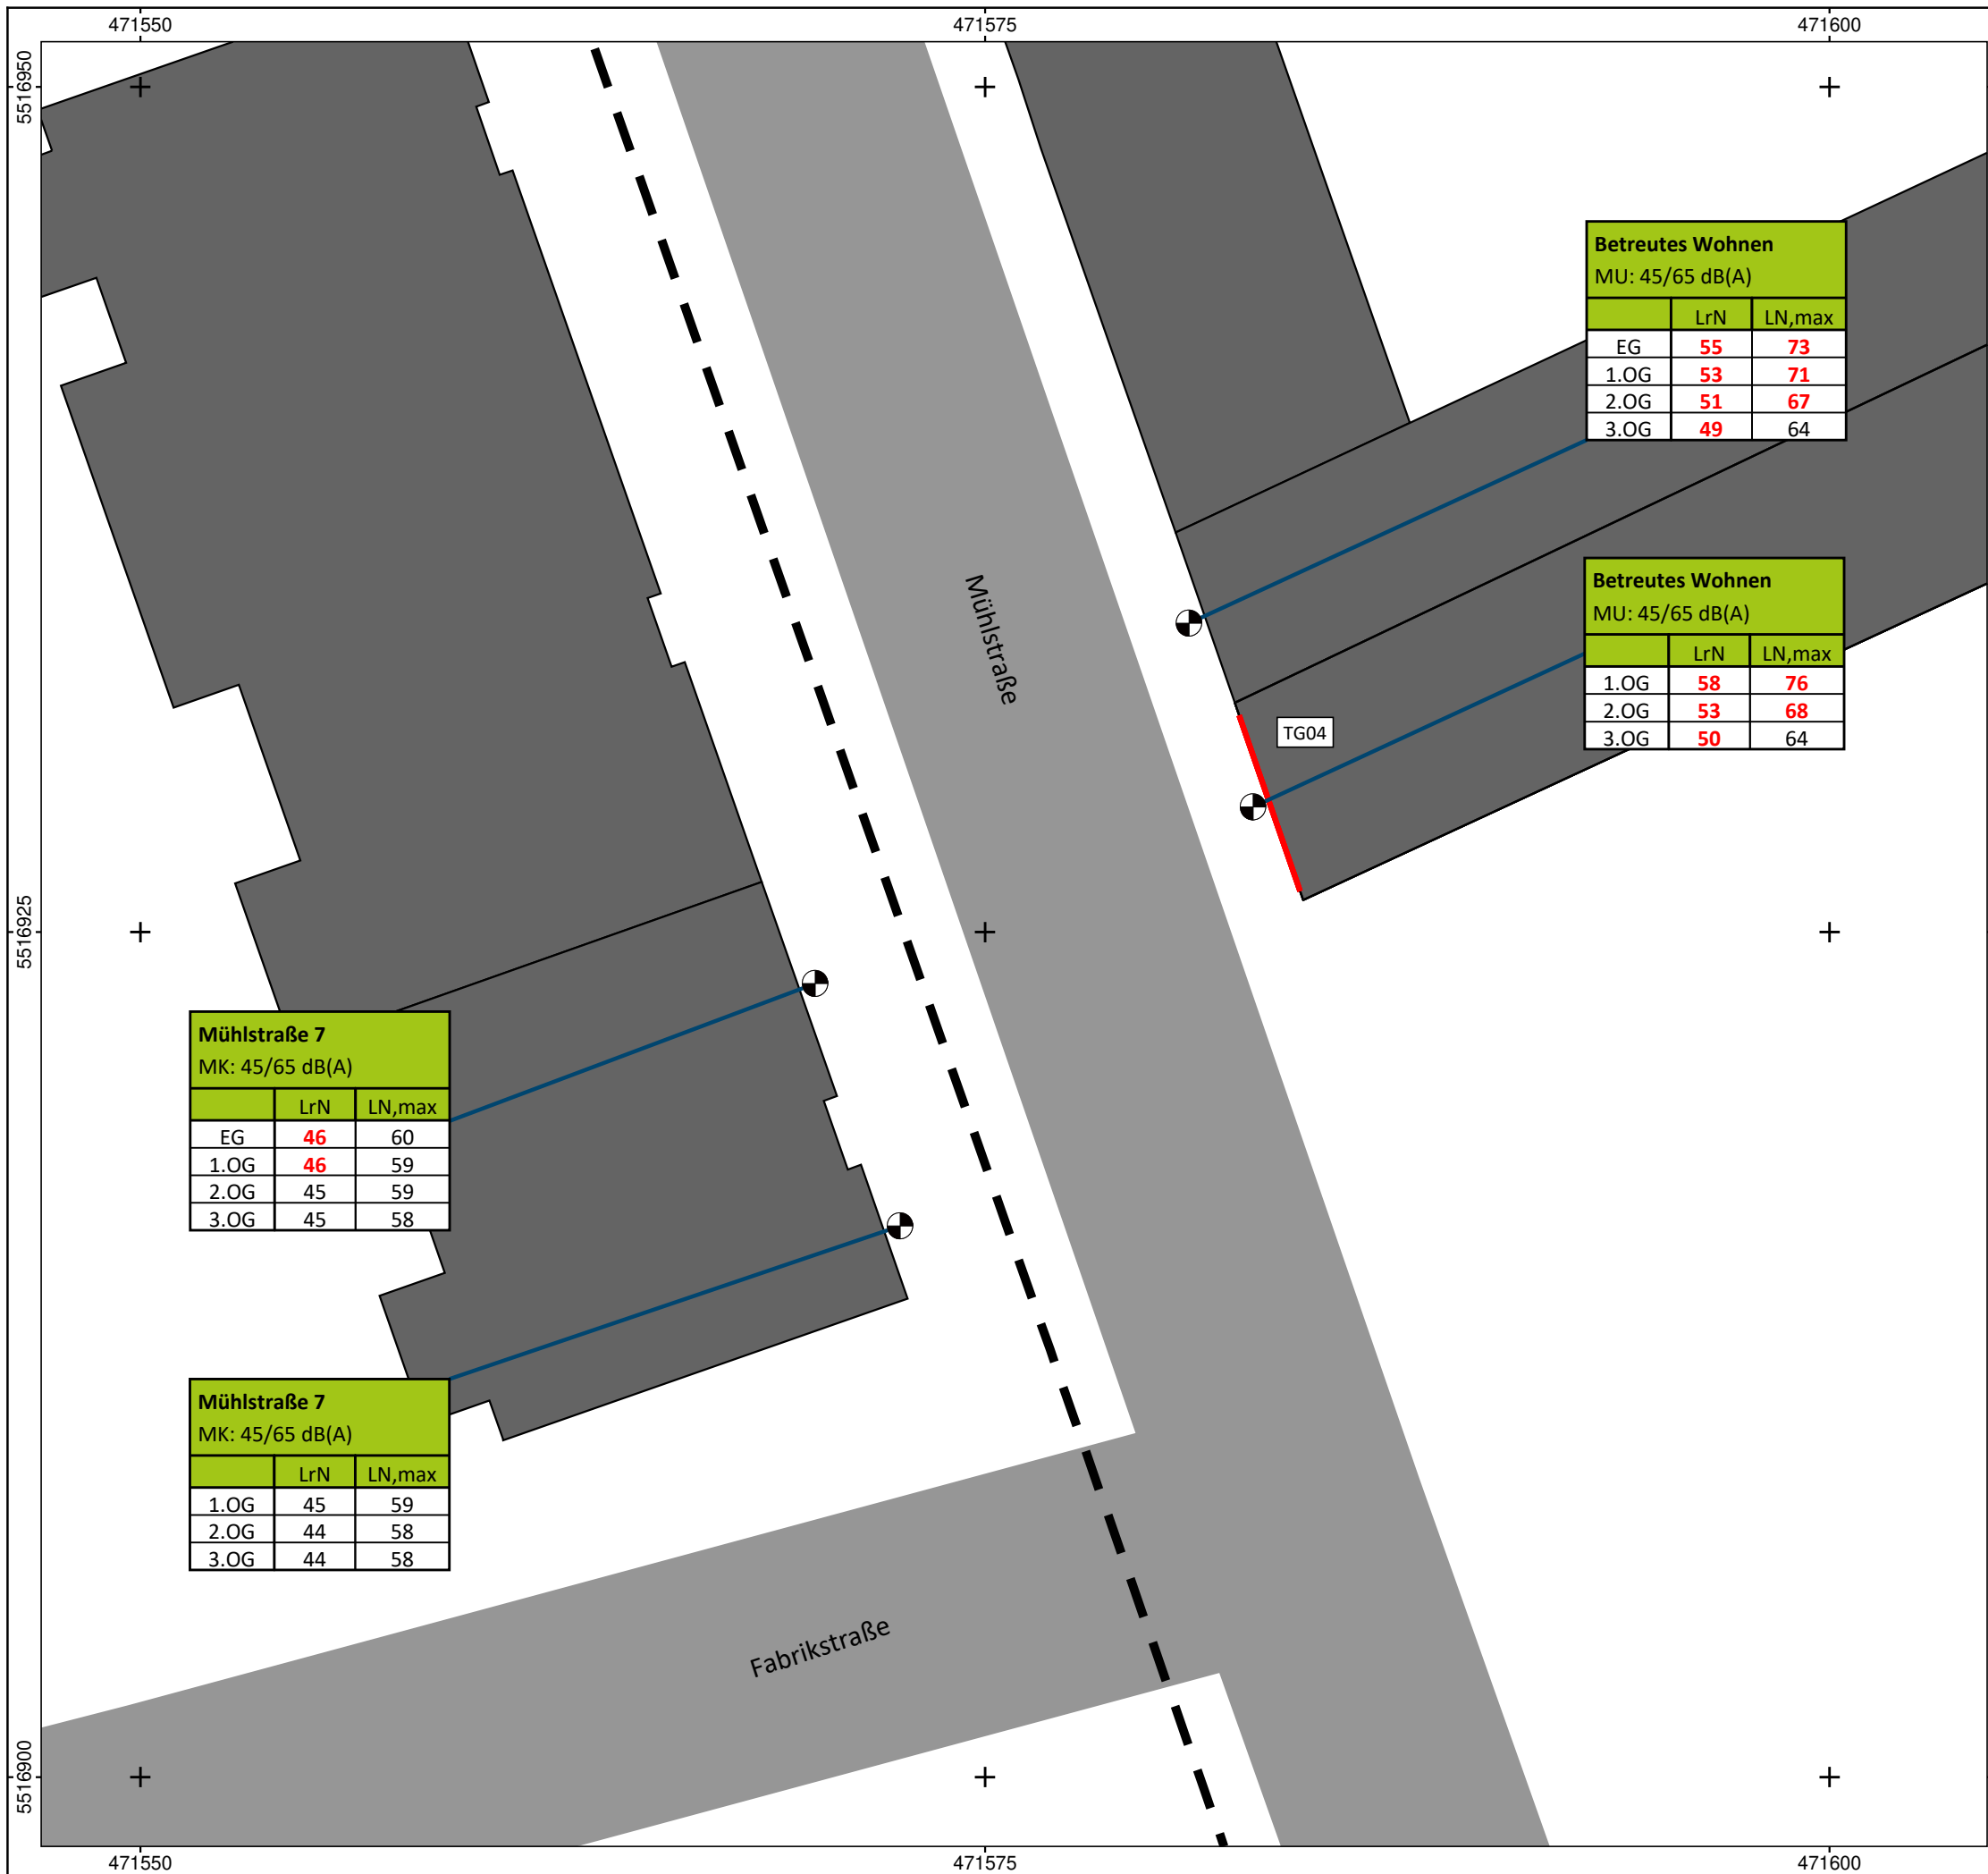 471550 471575 471600
5516950
Betreutes Wohnen
MU: 45/65 dB(A)
LrN LN,max
EG 55 73
1.OG 53 71
2.OG 51 67
3.OG 49 64
Mühlstraße
Betreutes Wohnen
MU: 45/65 dB(A)
LrN LN,max
1.OG 58 76
2.OG 53 68
3.OG 50 64
TG04
5516925
Mühlstraße 7
MK: 45/65 dB(A)
LrN LN,max
EG 46 60
1.OG 46 59
2.OG 45 59
3.OG 45 58
Mühlstraße 7
MK: 45/65 dB(A)
LrN LN,max
1.OG 45 59
2.OG 44 58
3.OG 44 58
Fabrikstraße
5516900
471550 471575 471600